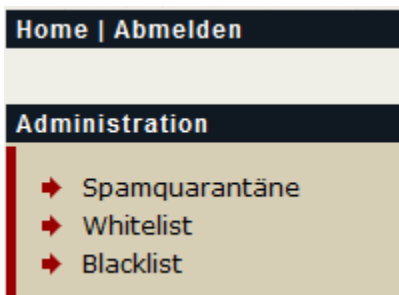 Home | Abmelden
Administration
Spamquarantäne
Whitelist
Blacklist